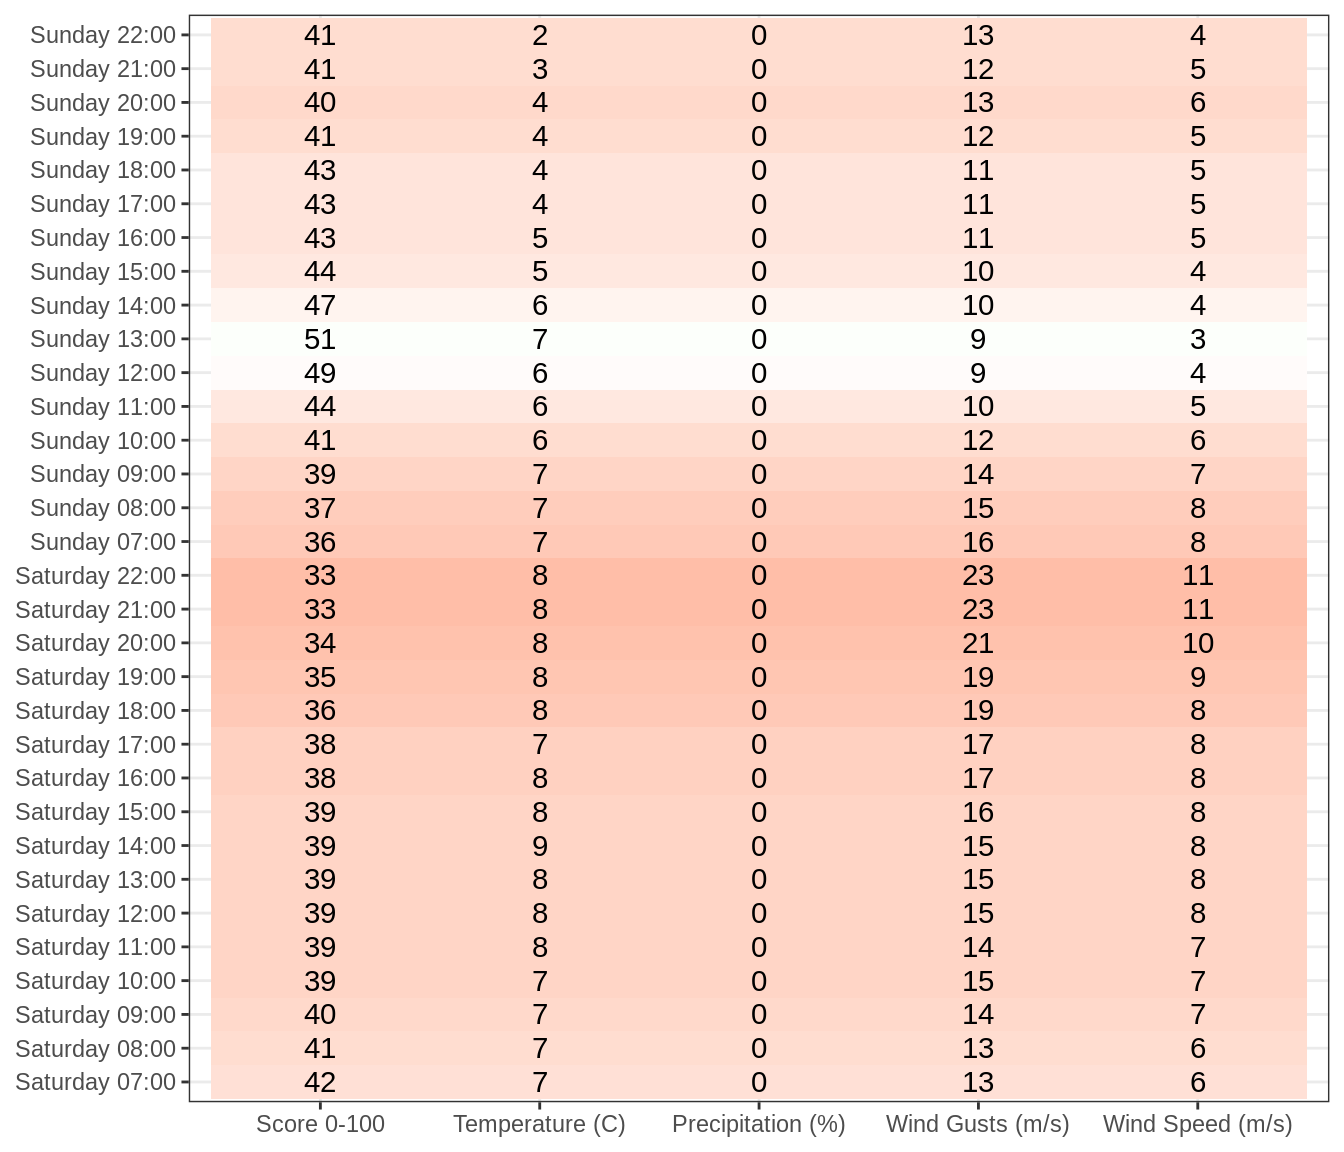 Sunday 22:00 41 2 0 13 4
Sunday 21:00 41 3 0 12 5
Sunday 20:00 40 4 0 13 6
Sunday 19:00 41 4 0 12 5
Sunday 18:00 43 4 0 11 5
Sunday 17:00 43 4 0 11 5
Sunday 16:00 43 5 0 11 5
Sunday 15:00 44 5 0 10 4
Sunday 14:00 47 6 0 10 4
Sunday 13:00 51 7 0 9 3
Sunday 12:00 49 6 0 9 4
Sunday 11:00 44 6 0 10 5
Sunday 10:00 41 6 0 12 6
Sunday 09:00 39 7 0 14 7
Sunday 08:00 37 7 0 15 8
Sunday 07:00 36 7 0 16 8
Saturday 22:00 33 8 0 23 11
Saturday 21:00 33 8 0 23 11
Saturday 20:00 34 8 0 21 10
Saturday 19:00 35 8 0 19 9
Saturday 18:00 36 8 0 19 8
Saturday 17:00 38 7 0 17 8
Saturday 16:00 38 8 0 17 8
Saturday 15:00 39 8 0 16 8
Saturday 14:00 39 9 0 15 8
Saturday 13:00 39 8 0 15 8
Saturday 12:00 39 8 0 15 8
Saturday 11:00 39 8 0 14 7
Saturday 10:00 39 7 0 15 7
Saturday 09:00 40 7 0 14 7
Saturday 08:00 41 7 0 13 6
Saturday 07:00 42 7 0 13 6
Score 0-100 Temperature (C) Precipitation (%) Wind Gusts (m/s) Wind Speed (m/s)